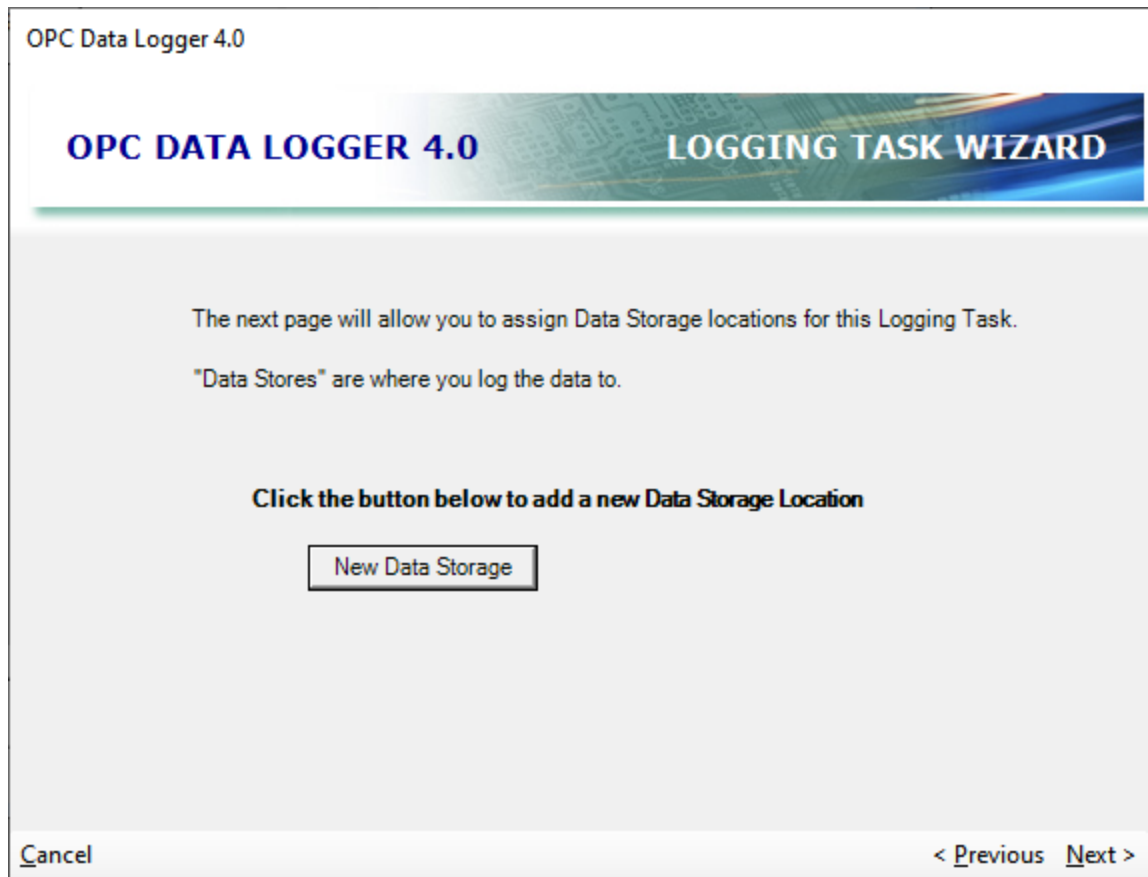 OPC Data Logger 4.0
OPC DATA LOGGER 4.0 LOGGING TASK WIZARD
The next page will allow you to assign Data Storage locations for this Logging Task.
"Data Stores" are where you log the data to.
Click the button below to add a new Data Storage Location
New Data Storage
Cancel < Previous Next >